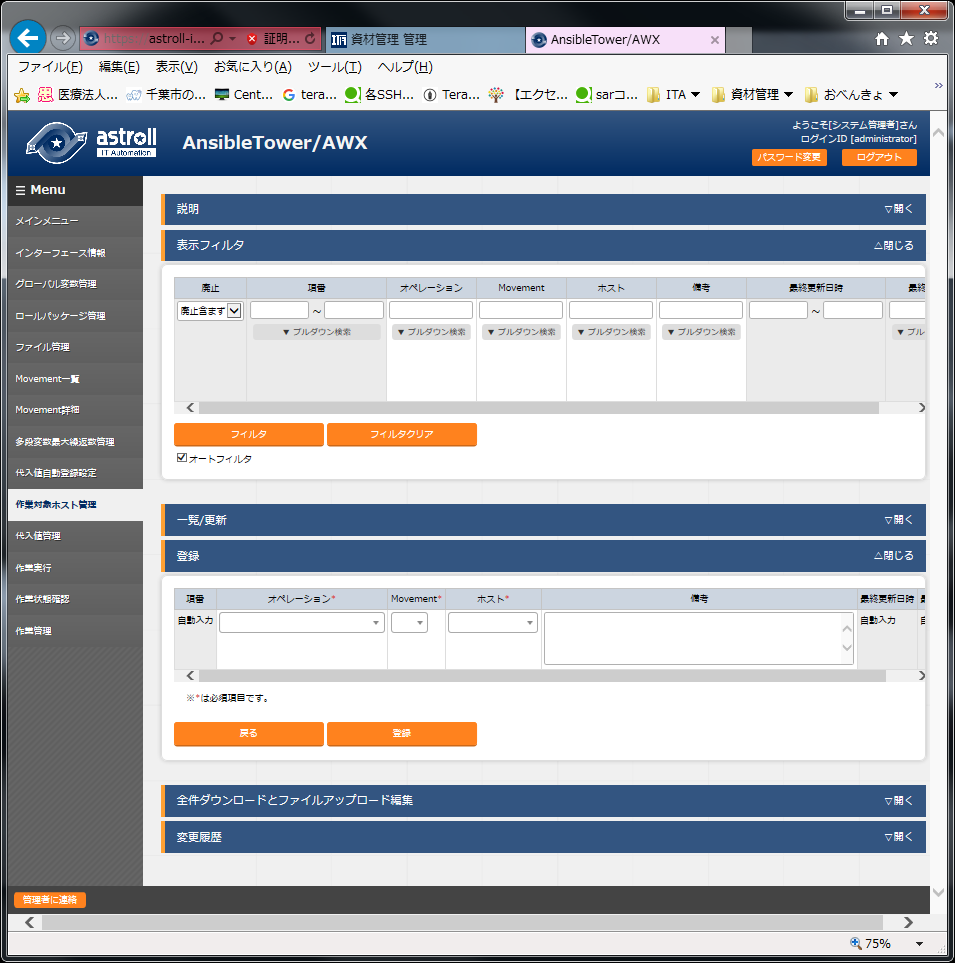 https:// astroll-i... 証明... 資材管理 管理 AnsibleTower/AWX
ファイル(F) 編集(E) 表示(V) お気に入り(A) ツール(T) ヘルプ(H)
医療法人... 千葉市の... Cent... tera... 各SSH... Tera... 【エクセ... sarコ... ITA 資材管理 おべんきょ
astroll
IT Automation
AnsibleTower/AWX
ようこそ[システム管理者]さん
ログインID [administrator]
パスワード変更 ログアウト
☰ Menu
メインメニュー
インターフェース情報
グローバル変数管理
ロールパッケージ管理
ファイル管理
Movement一覧
Movement詳細
多段変数最大繰返数管理
代入値自動登録設定
作業対象ホスト管理
代入値管理
作業実行
作業状態確認
作業管理
説明 ▽開く
表示フィルタ △閉じる
廃止 項番 オペレーション Movement ホスト 備考 最終更新日時 最終
廃止含ます ~ ~
▼ プルダウン検索 ▼ プルダウン検索 ▼ プルダウン検索 ▼ プルダウン検索 ▼ プルダウン検索 ▼ プル
フィルタ フィルタクリア
オートフィルタ
一覧/更新 ▽開く
登録 △閉じる
項番 オペレーション* Movement* ホスト* 備考 最終更新日時
自動入力 自動入力
※*は必須項目です。
戻る 登録
全件ダウンロードとファイルアップロード編集 ▽開く
変更履歴 ▽開く
管理者に連絡
75%